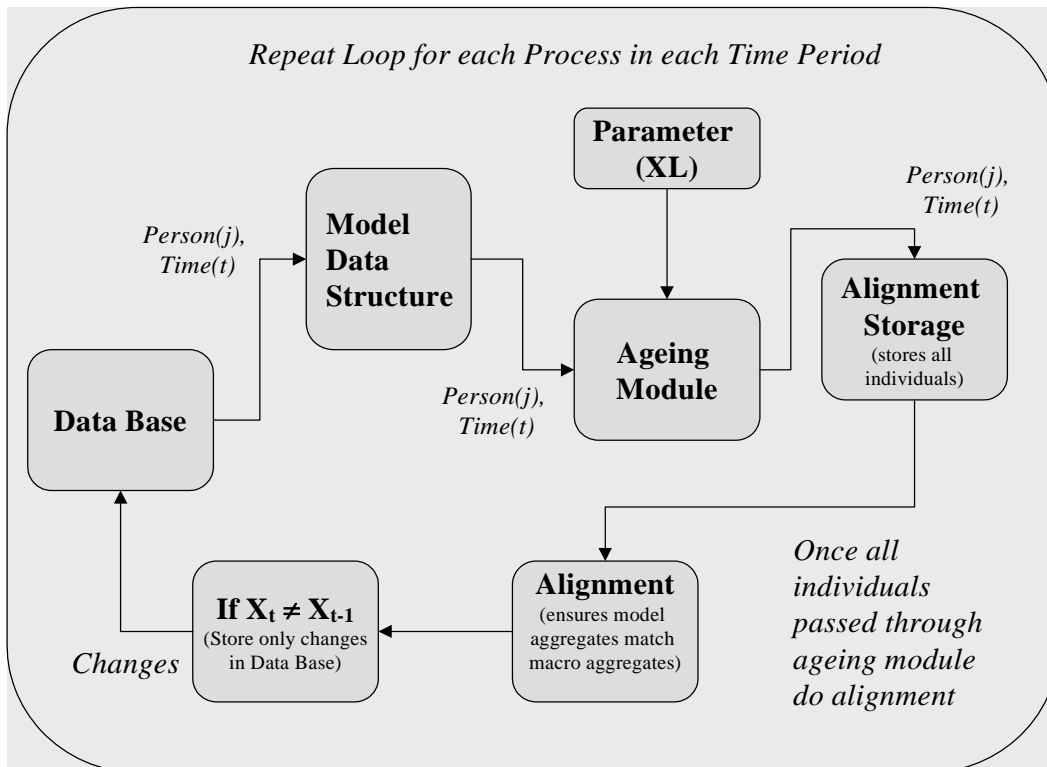 Repeat Loop for each Process in each Time Period
Parameter
(XL)
Person(j),
Time(t)
Model
Data
Structure
Person(j),
Time(t)
Alignment
Storage
(stores all
individuals)
Ageing
Module
Person(j),
Time(t)
Data Base
Once all
individuals
passed through
ageing module
do alignment
Alignment
(ensures model
aggregates match
macro aggregates)
If Xt ≠ Xt-1
(Store only changes
in Data Base)
Changes